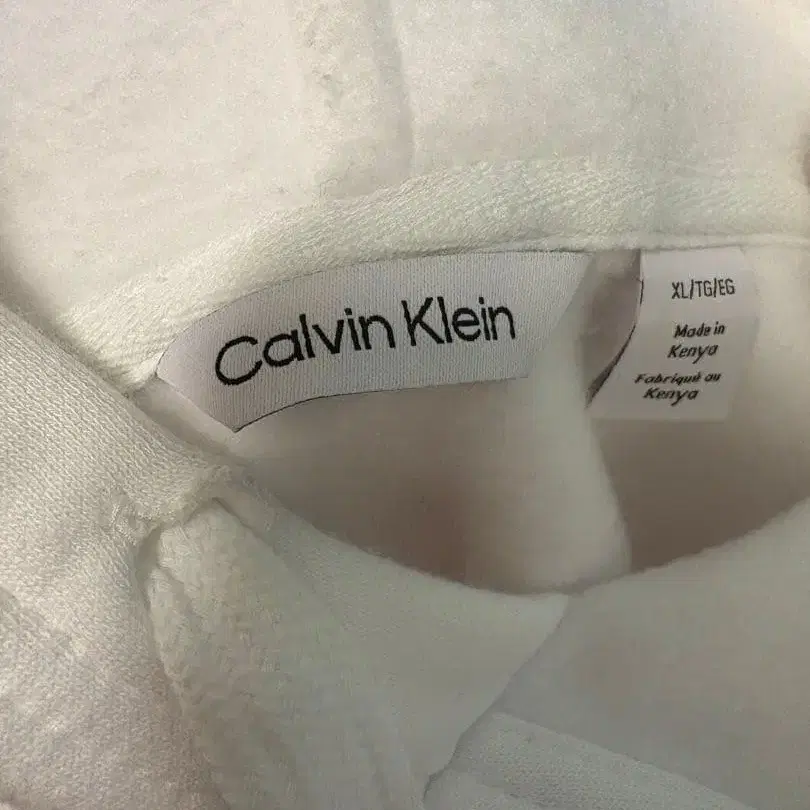 Calvin Klein
XL/TG/EG
Made in
Kenya
Fabriqué au
Kenya